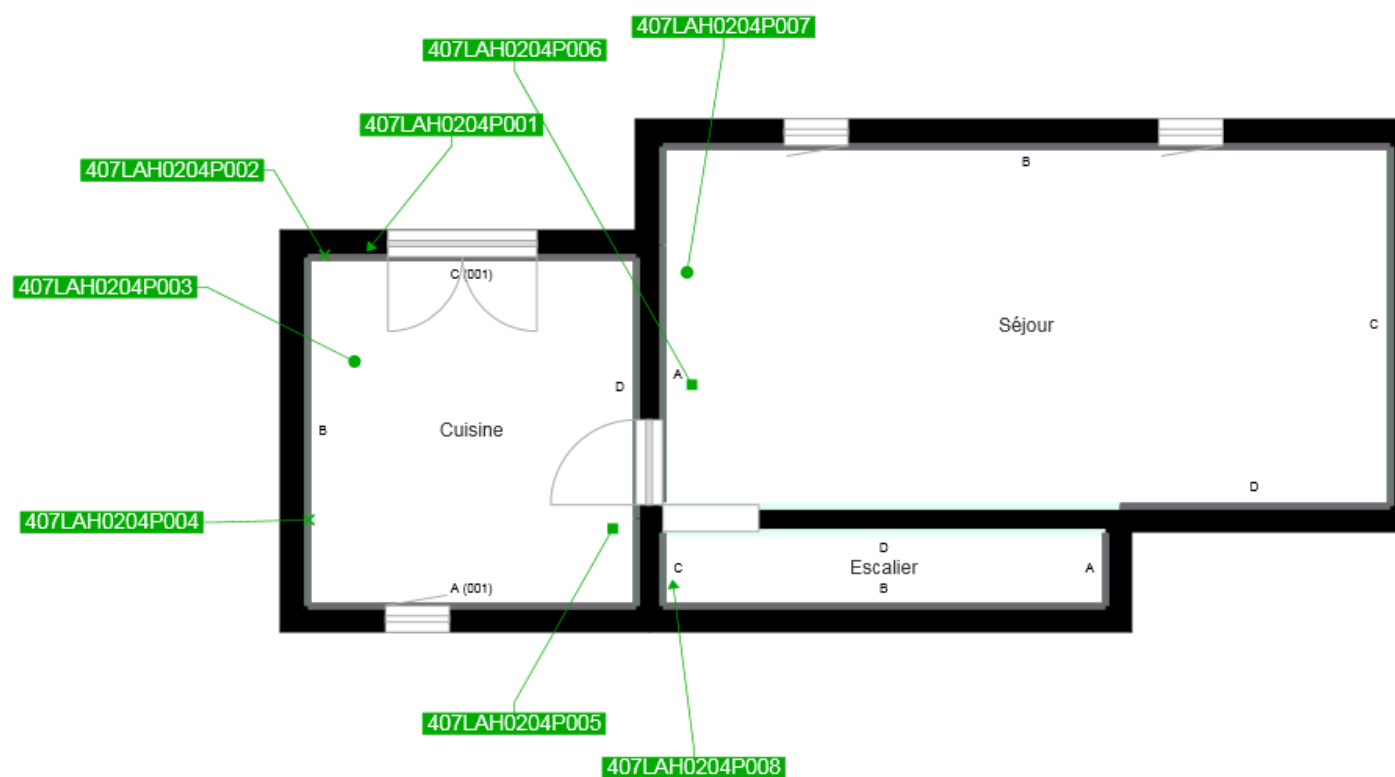 407LAH0204P007
407LAH0204P006
407LAH0204P001
407LAH0204P002
B
C (001)
407LAH0204P003
Séjour
C
A
D
B
Cuisine
D
407LAH0204P004
D
C
Escalier
A
B
A (001)
407LAH0204P005
407LAH0204P008